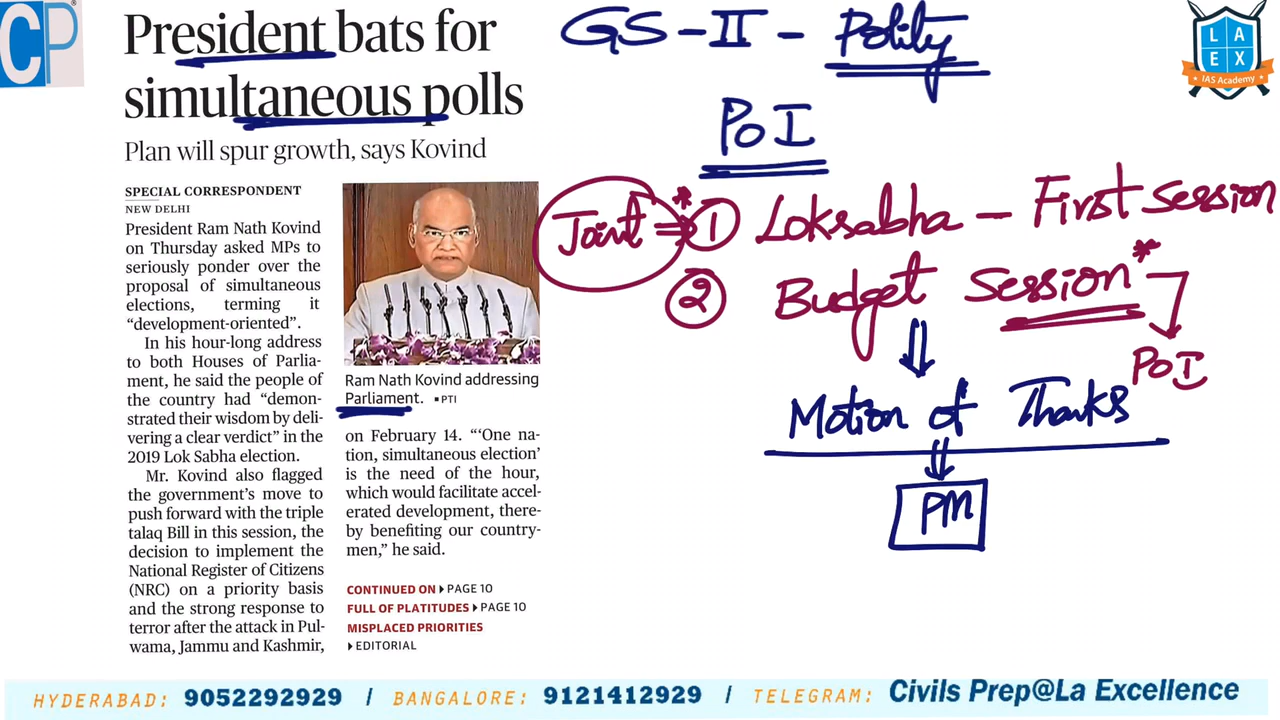 CP
President bats for
simultaneous polls
Plan will spur growth, says Kovind
SPECIAL CORRESPONDENT
NEW DELHI
President Ram Nath Kovind
on Thursday asked MPs to
seriously ponder over the
proposal of simultaneous
elections, terming it
“development-oriented”.
In his hour-long address
to both Houses of Parlia-
ment, he said the people of
the country had “demon-
strated their wisdom by deli-
vering a clear verdict” in the
2019 Lok Sabha election.
Mr. Kovind also flagged
the government’s move to
push forward with the triple
talaq Bill in this session, the
decision to implement the
National Register of Citizens
(NRC) on a priority basis
and the strong response to
terror after the attack in Pul-
wama, Jammu and Kashmir,
Ram Nath Kovind addressing
Parliament. ▪PTI
on February 14. “‘One na-
tion, simultaneous election’
is the need of the hour,
which would facilitate accel-
erated development, there-
by benefiting our country-
men,” he said.
CONTINUED ON ▸ PAGE 10
FULL OF PLATITUDES ▸ PAGE 10
MISPLACED PRIORITIES
▸ EDITORIAL
GS - II - Polity
PoI
Joint ⇒ * ① Loksabha - First session
② Budget Session *
PoI
Motion of Thanks
PM
LA
EX
IAS Academy
HYDERABAD: 9052292929 / BANGALORE: 9121412929 / TELEGRAM: Civils Prep@La Excellence